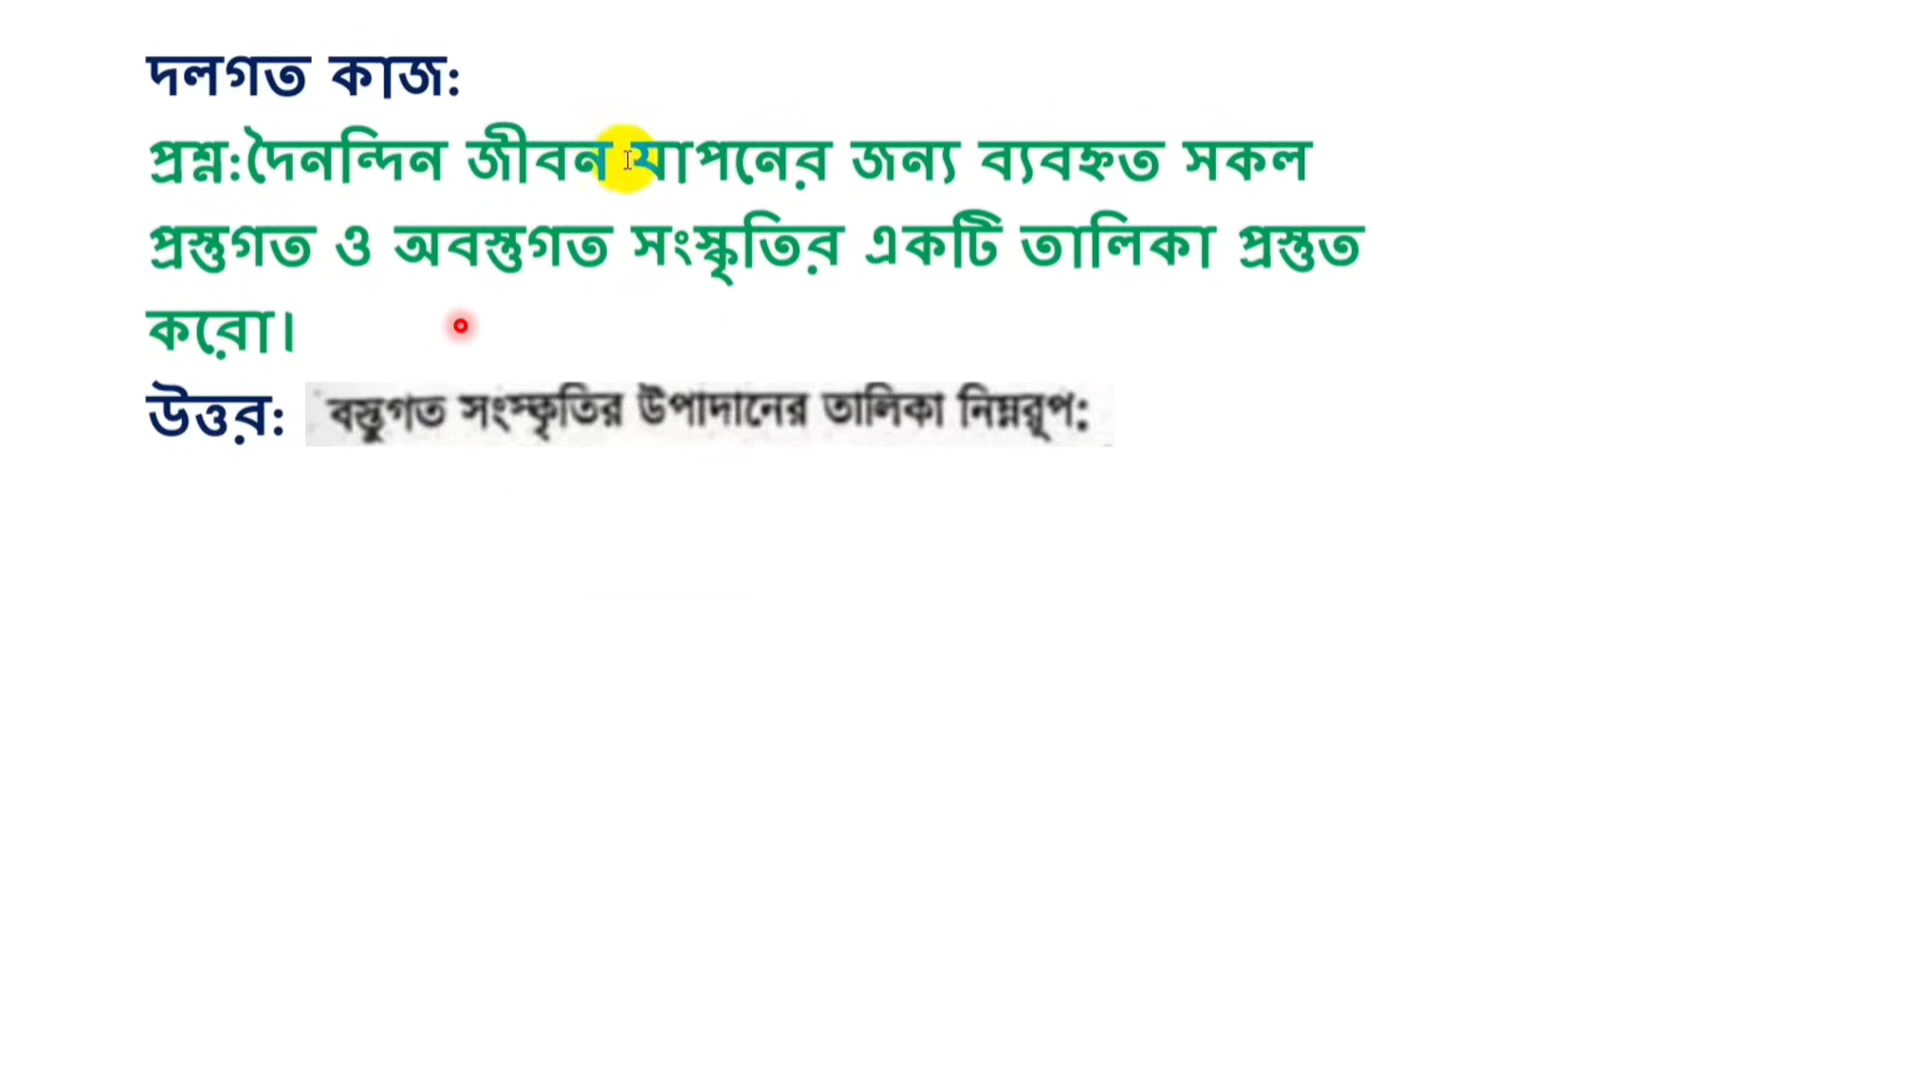 দলগত কাজ:
প্রশ্ন:দৈনন্দিন জীবন যাপনের জন্য ব্যবহৃত সকল
প্রস্তুগত ও অবস্তুগত সংস্কৃতির একটি তালিকা প্রস্তুত
করো।
উত্তর: বস্তুগত সংস্কৃতির উপাদানের তালিকা নিম্নরূপ: